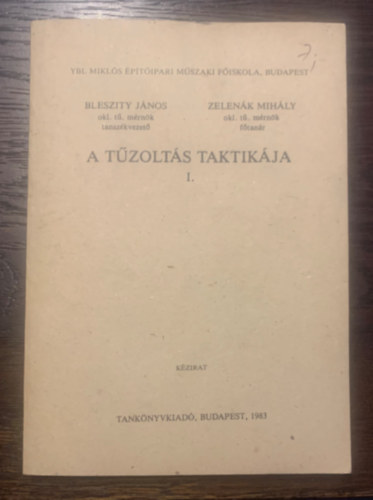 7,
YBL MIKLÓS ÉPÍTŐIPARI MŰSZAKI FŐISKOLA, BUDAPEST
BLESZITY JÁNOS
okl. tű. mérnök
tanszékvezető
ZELENÁK MIHÁLY
okl. tű. mérnök
főtanár
A TŰZOLTÁS TAKTIKÁJA
I.
KÉZIRAT
TANKÖNYVKIADÓ, BUDAPEST, 1983